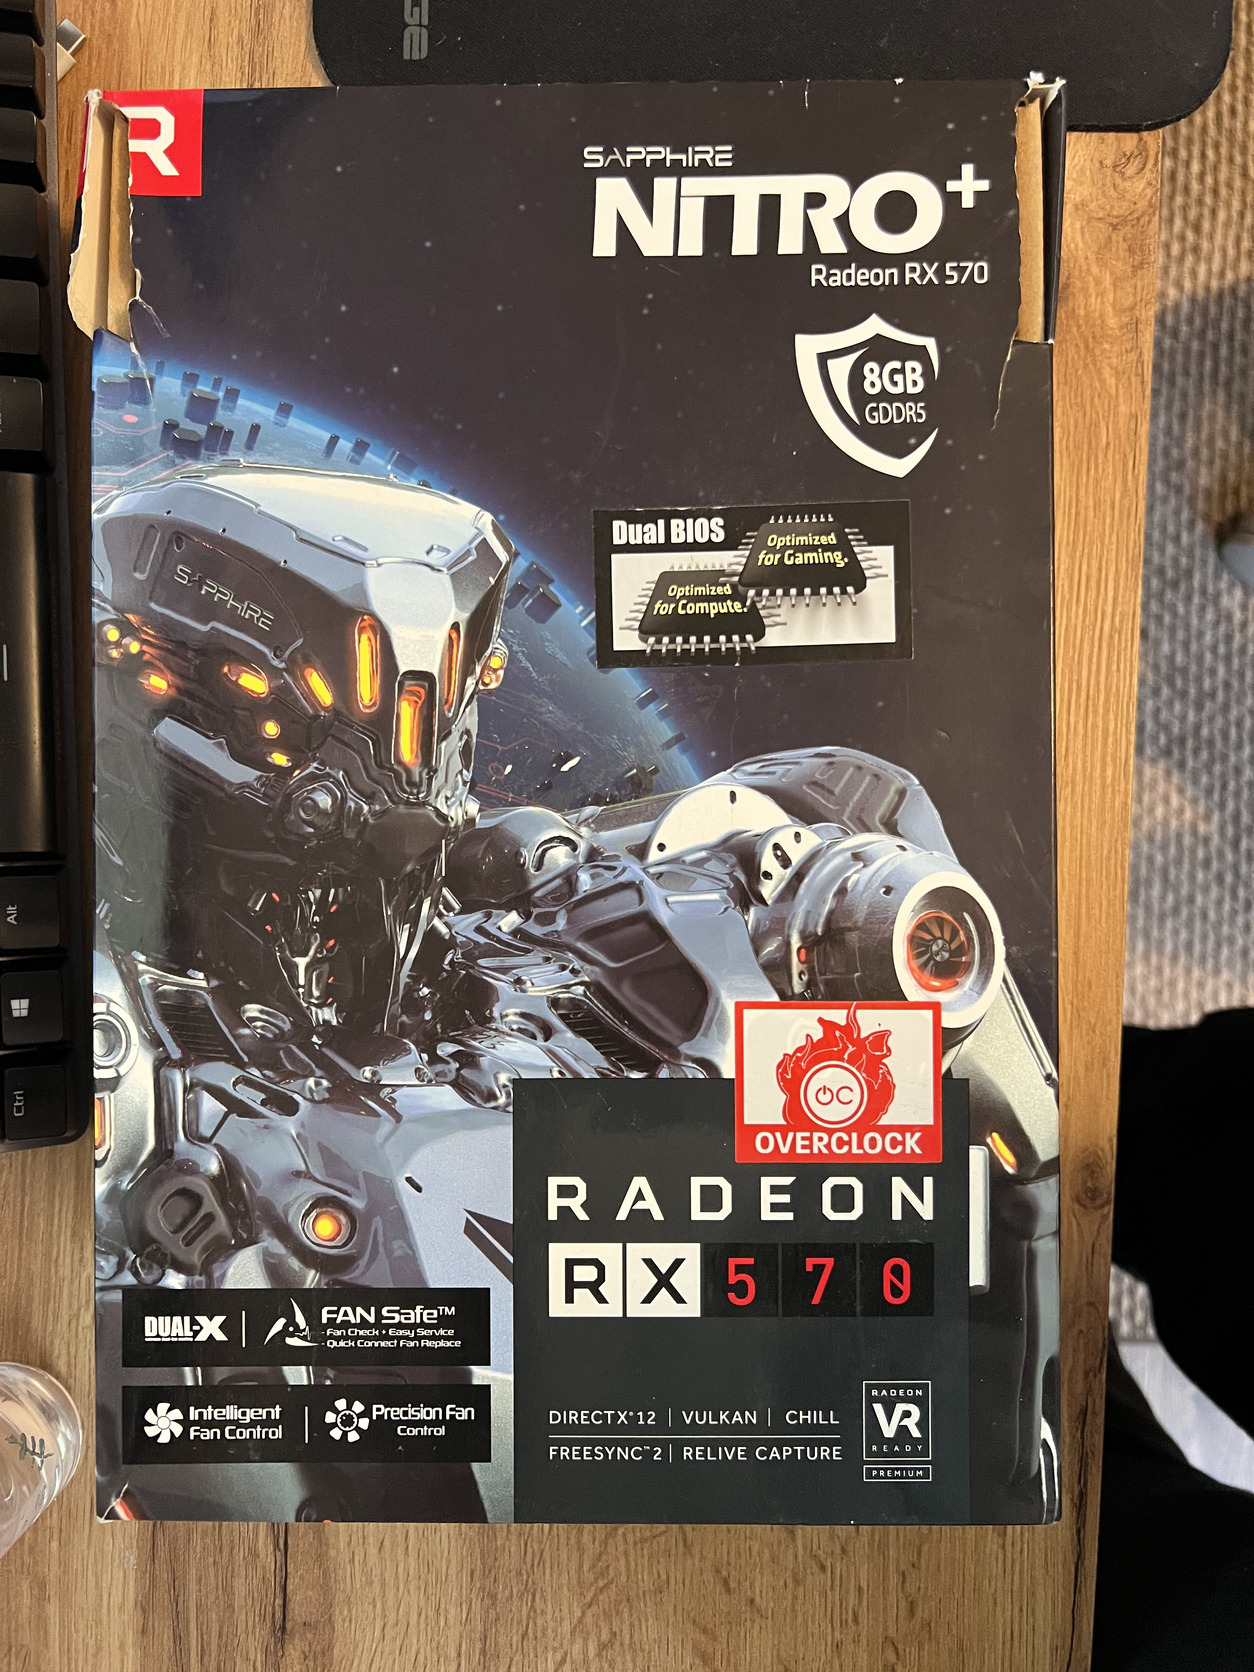 R
SAPPHIRE
NITRO+
Radeon RX 570
8GB
GDDR5
Dual BIOS
Optimized
for Gaming.
Optimized
for Compute.
SAPPHIRE
Alt
Ctrl
OC
OVERCLOCK
RADEON
RX 570
DUAL-X
FAN Safe™
- Fan Check + Easy Service
- Quick Connect Fan Replace
Intelligent
Fan Control
Precision Fan
Control
DIRECTX®12 | VULKAN | CHILL
FREESYNC™2 | RELIVE CAPTURE
RADEON
VR
READY
PREMIUM